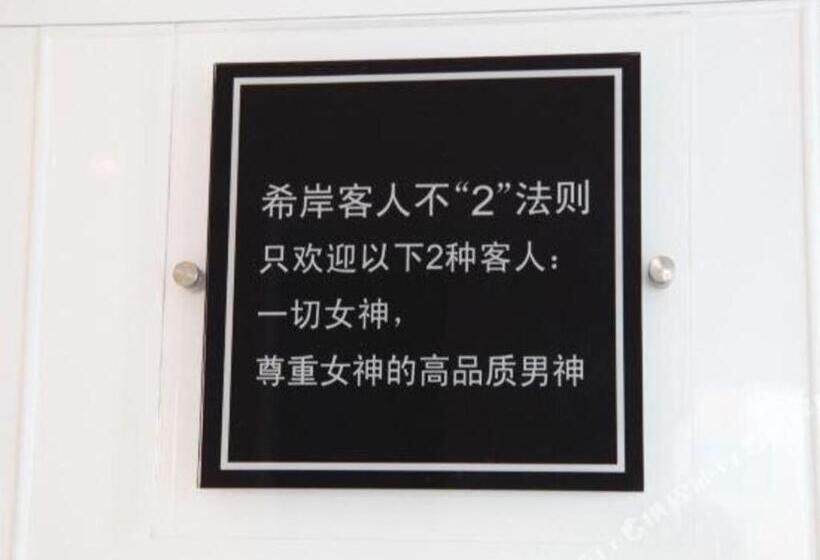 希岸客人不“2”法则
只欢迎以下2种客人：
一切女神，
尊重女神的高品质男神